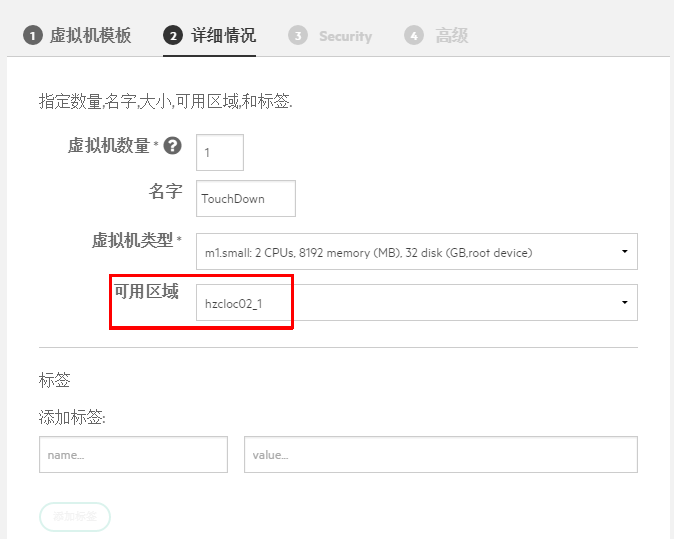 1 虚拟机模板 2 详细情况 3 Security 4 高级
指定数量,名字,大小,可用区域,和标签.
虚拟机数量 * ? 1
名字 TouchDown
虚拟机类型 * m1.small: 2 CPUs, 8192 memory (MB), 32 disk (GB,root device)
可用区域 hzcloc02_1
标签
添加标签:
name... value...
添加标签